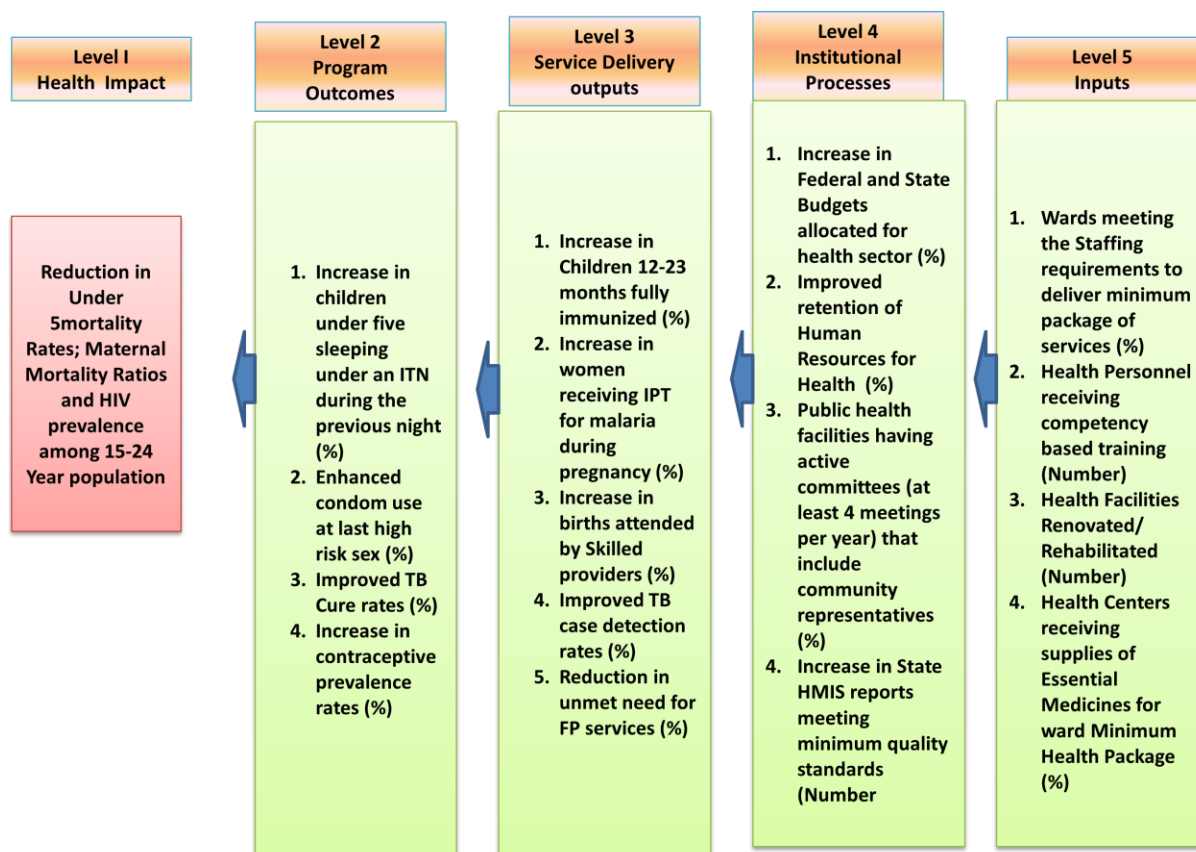 Level I
Health Impact
Reduction in
Under
5mortality
Rates; Maternal
Mortality Ratios
and HIV
prevalence
among 15-24
Year population
Level 2
Program
Outcomes
1. Increase in
children
under five
sleeping
under an ITN
during the
previous night
(%)
2. Enhanced
condom use
at last high
risk sex (%)
3. Improved TB
Cure rates (%)
4. Increase in
contraceptive
prevalence
rates (%)
Level 3
Service Delivery
outputs
1. Increase in
Children 12-23
months fully
immunized (%)
2. Increase in
women
receiving IPT
for malaria
during
pregnancy (%)
3. Increase in
births attended
by Skilled
providers (%)
4. Improved TB
case detection
rates (%)
5. Reduction in
unmet need for
FP services (%)
Level 4
Institutional
Processes
1. Increase in
Federal and State
Budgets
allocated for
health sector (%)
2. Improved
retention of
Human
Resources for
Health (%)
3. Public health
facilities having
active
committees (at
least 4 meetings
per year) that
include
community
representatives
(%)
4. Increase in State
HMIS reports
meeting
minimum quality
standards
(Number
Level 5
Inputs
1. Wards meeting
the Staffing
requirements to
deliver minimum
package of
services (%)
2. Health Personnel
receiving
competency
based training
(Number)
3. Health Facilities
Renovated/
Rehabilitated
(Number)
4. Health Centers
receiving
supplies of
Essential
Medicines for
ward Minimum
Health Package
(%)